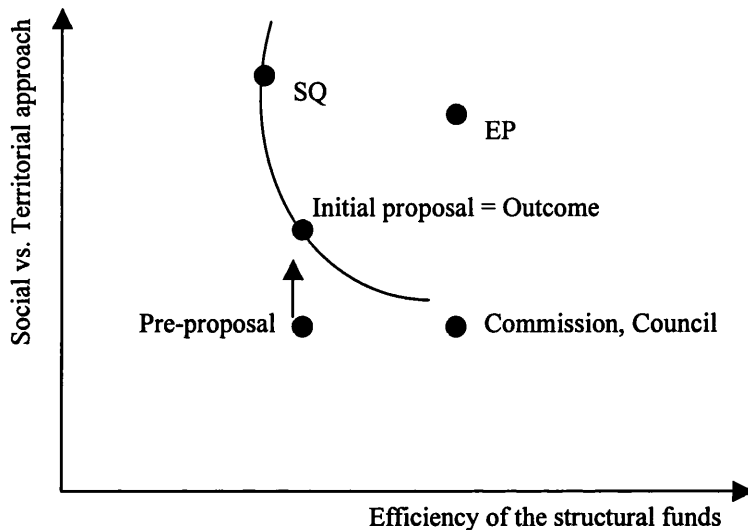 Social vs. Territorial approach
SQ
EP
Initial proposal = Outcome
Pre-proposal
Commission, Council
Efficiency of the structural funds